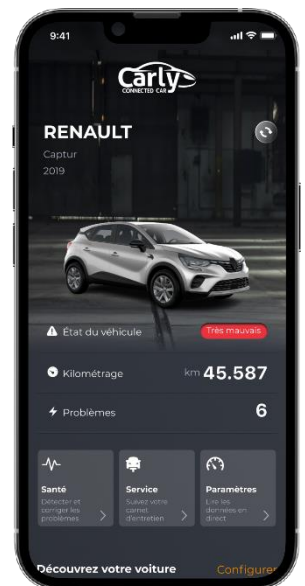 9:41
Carly
CONNECTED CAR
RENAULT
Captur
2019
État du véhicule
Très mauvais
Kilométrage
km 45.587
Problèmes
6
Santé
Détecter et
corriger les
problèmes
Service
Suivez votre
carnet
d'entretien
Paramètres
Lire les
données en
direct
Découvrez votre voiture
Configurer